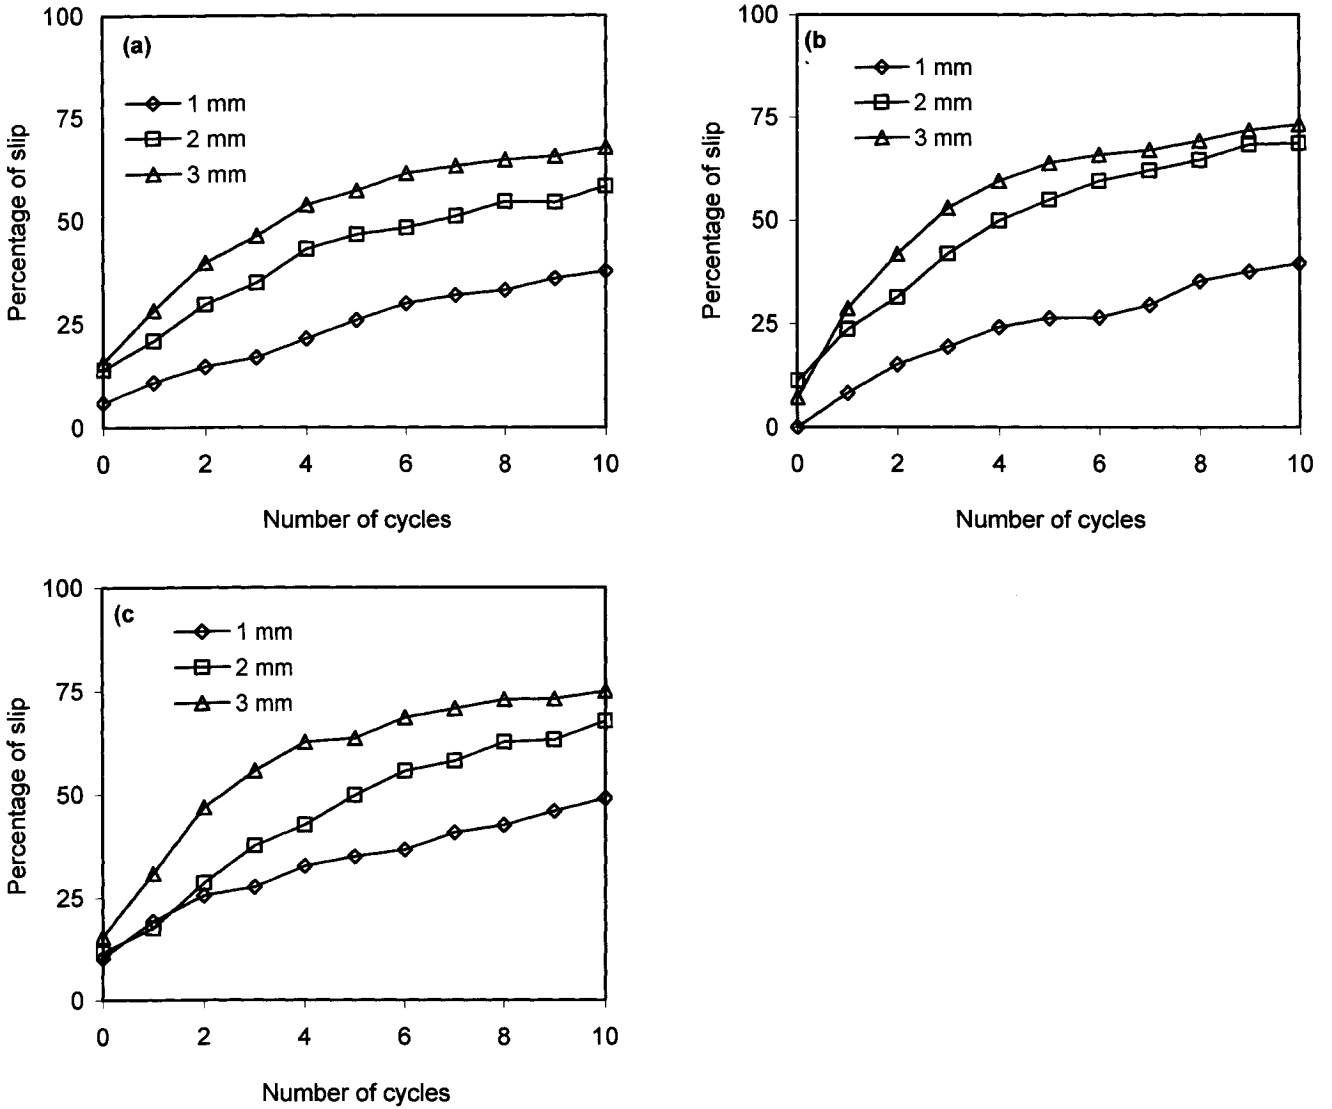 (a)
1 mm
2 mm
3 mm
100
75
50
25
0
Percentage of slip
0 2 4 6 8 10
Number of cycles
(b
1 mm
2 mm
3 mm
100
75
50
25
0
Percentage of slip
0 2 4 6 8 10
Number of cycles
(c
1 mm
2 mm
3 mm
100
75
50
25
0
Percentage of slip
0 2 4 6 8 10
Number of cycles